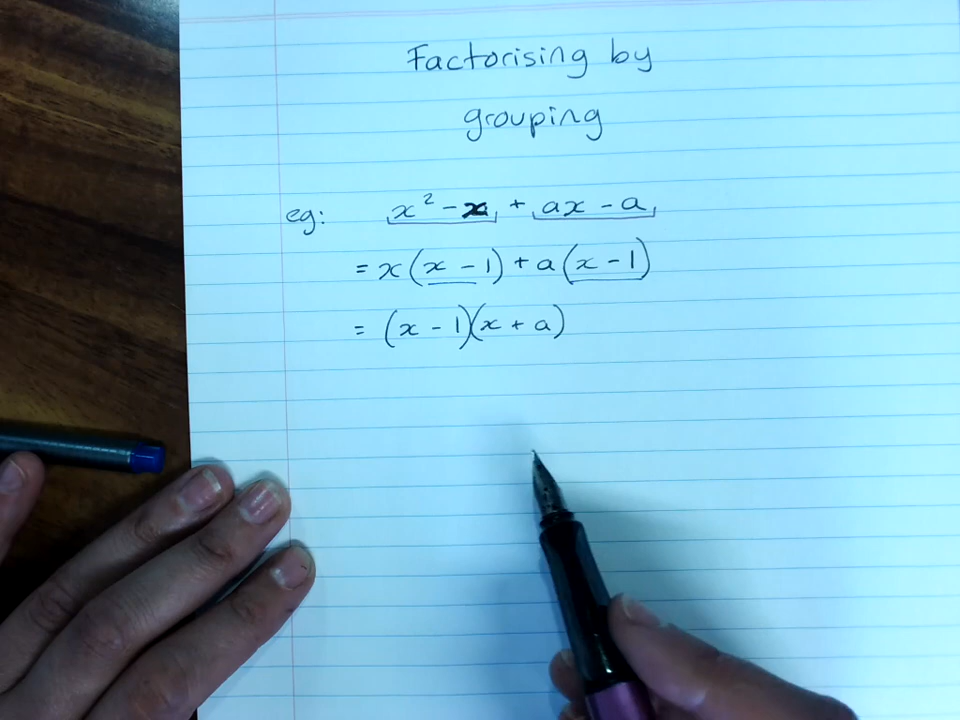 Factorising by
grouping
eg: x² - x + ax - a
= x(x - 1) + a(x - 1)
= (x - 1)(x + a)